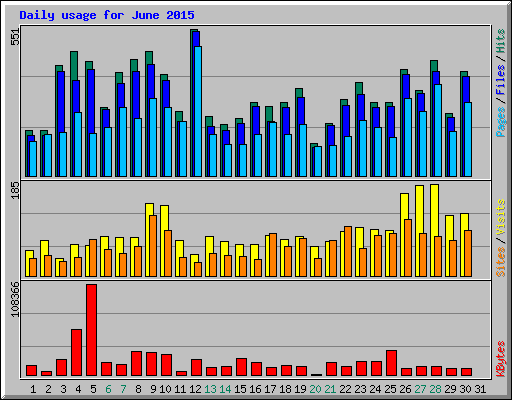 Daily usage for June 2015
551
Pages / Files / Hits
185
Sites / Visits
108366
KBytes
1 2 3 4 5 6 7 8 9 10 11 12 13 14 15 16 17 18 19 20 21 22 23 24 25 26 27 28 29 30 31